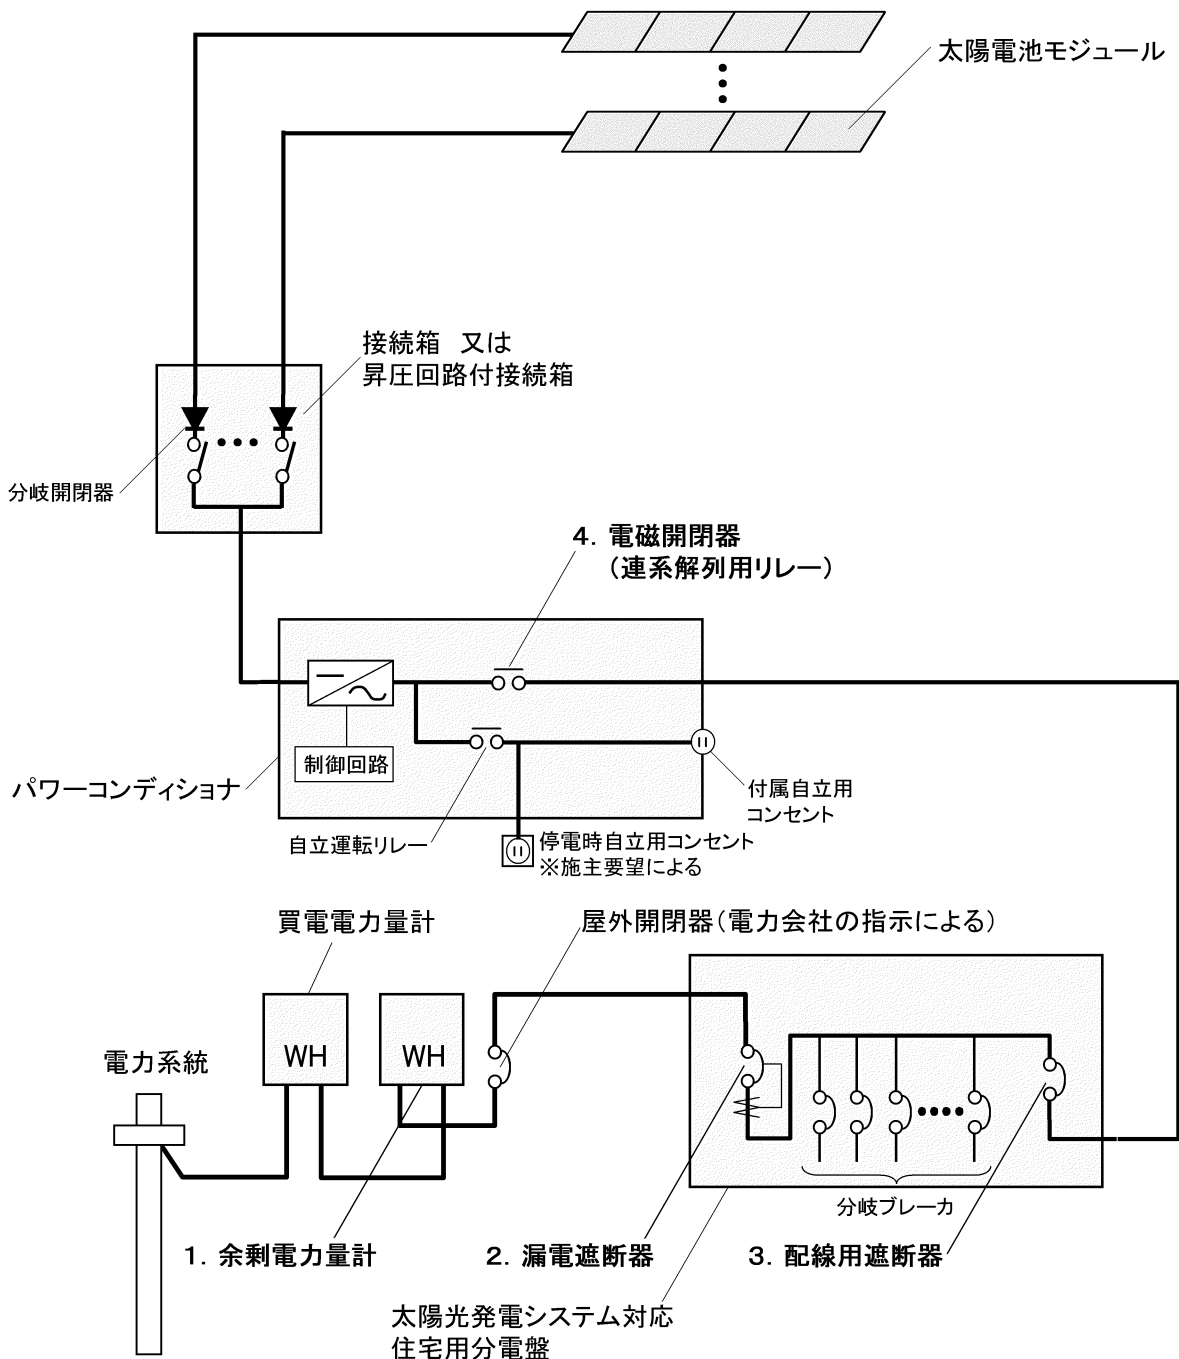 太陽電池モジュール
接続箱 又は
昇圧回路付接続箱
分岐開閉器
4. 電磁開閉器
（連系解列用リレー）
制御回路
パワーコンディショナ
付属自立用
コンセント
自立運転リレー
停電時自立用コンセント
※施主要望による
買電電力量計
屋外開閉器（電力会社の指示による）
WH
WH
電力系統
分岐ブレーカ
1. 余剰電力量計
2. 漏電遮断器
3. 配線用遮断器
太陽光発電システム対応
住宅用分電盤